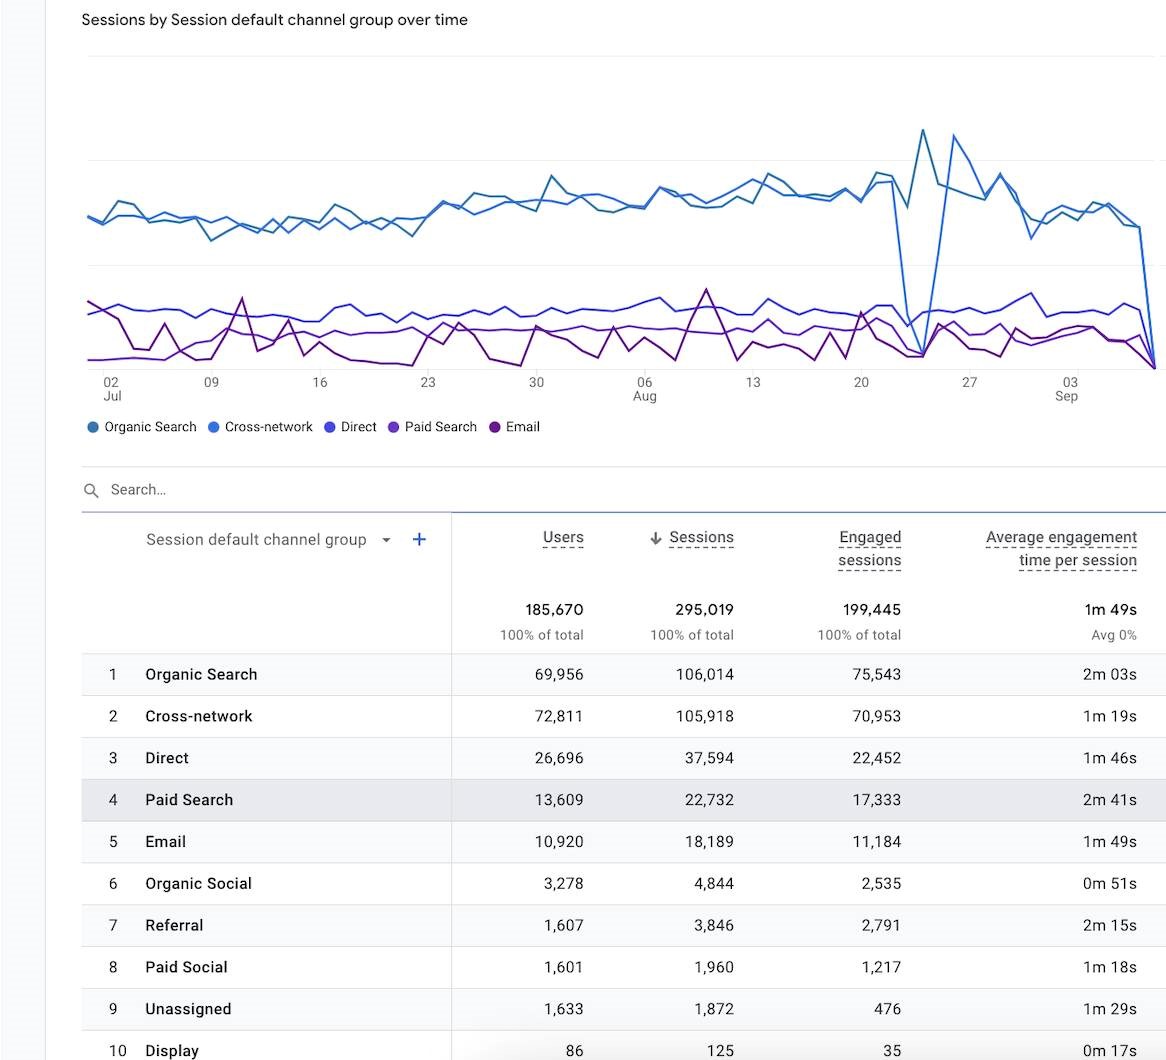 Sessions by Session default channel group over time
02 09 16 23 30 06 13 20 27 03
Jul Aug Sep
Organic Search Cross-network Direct Paid Search Email
Search...
Session default channel group Users Sessions Engaged sessions Average engagement time per session
185,670 295,019 199,445 1m 49s
100% of total 100% of total 100% of total Avg 0%
1 Organic Search 69,956 106,014 75,543 2m 03s
2 Cross-network 72,811 105,918 70,953 1m 19s
3 Direct 26,696 37,594 22,452 1m 46s
4 Paid Search 13,609 22,732 17,333 2m 41s
5 Email 10,920 18,189 11,184 1m 49s
6 Organic Social 3,278 4,844 2,535 0m 51s
7 Referral 1,607 3,846 2,791 2m 15s
8 Paid Social 1,601 1,960 1,217 1m 18s
9 Unassigned 1,633 1,872 476 1m 29s
10 Display 86 125 35 0m 17s